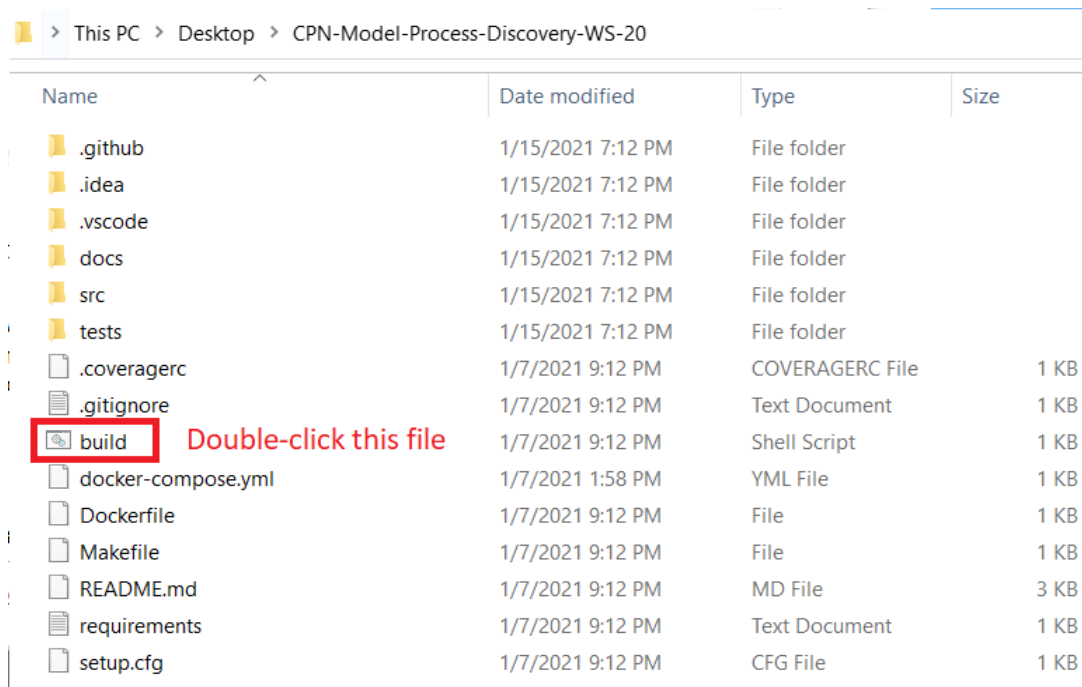 This PC > Desktop > CPN-Model-Process-Discovery-WS-20
Name Date modified Type Size
.github 1/15/2021 7:12 PM File folder
.idea 1/15/2021 7:12 PM File folder
.vscode 1/15/2021 7:12 PM File folder
docs 1/15/2021 7:12 PM File folder
src 1/15/2021 7:12 PM File folder
tests 1/15/2021 7:12 PM File folder
.coveragerc 1/7/2021 9:12 PM COVERAGERC File 1 KB
.gitignore 1/7/2021 9:12 PM Text Document 1 KB
build Double-click this file 1/7/2021 9:12 PM Shell Script 1 KB
docker-compose.yml 1/7/2021 1:58 PM YML File 1 KB
Dockerfile 1/7/2021 9:12 PM File 1 KB
Makefile 1/7/2021 9:12 PM File 1 KB
README.md 1/7/2021 9:12 PM MD File 3 KB
requirements 1/7/2021 9:12 PM Text Document 1 KB
setup.cfg 1/7/2021 9:12 PM CFG File 1 KB